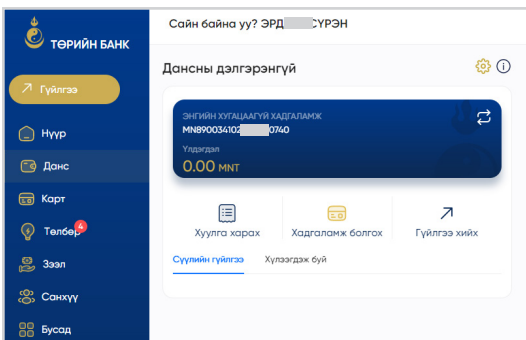 ТӨРИЙН БАНК
Сайн байна уу? ЭРД СҮРЭН
Дансны дэлгэрэнгүй
Гүйлгээ
Нүүр
Данс
Карт
Төлбөр 4
Зээл
Санхүү
Бусад
ЭНГИЙН ХУГАЦААГҮЙ ХАДГАЛАМЖ
MN8900034102 0740
Үлдэгдэл
0.00 MNT
Хуулга харах
Хадгаламж болгох
Гүйлгээ хийх
Сүүлийн гүйлгээ
Хүлээгдэж буй